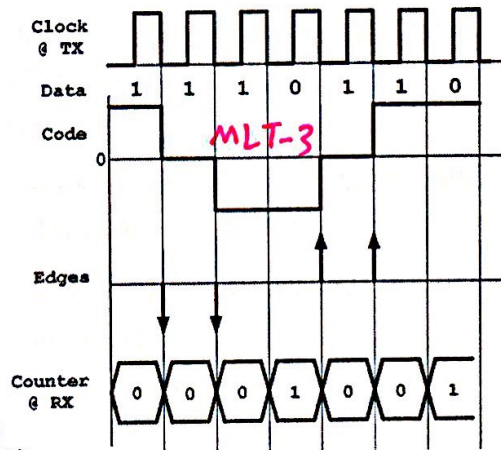 Clock
@ TX
Data 1 1 1 0 1 1 0
Code
MLT-3
0
Edges
Counter
@ RX
0 0 0 1 0 0 1